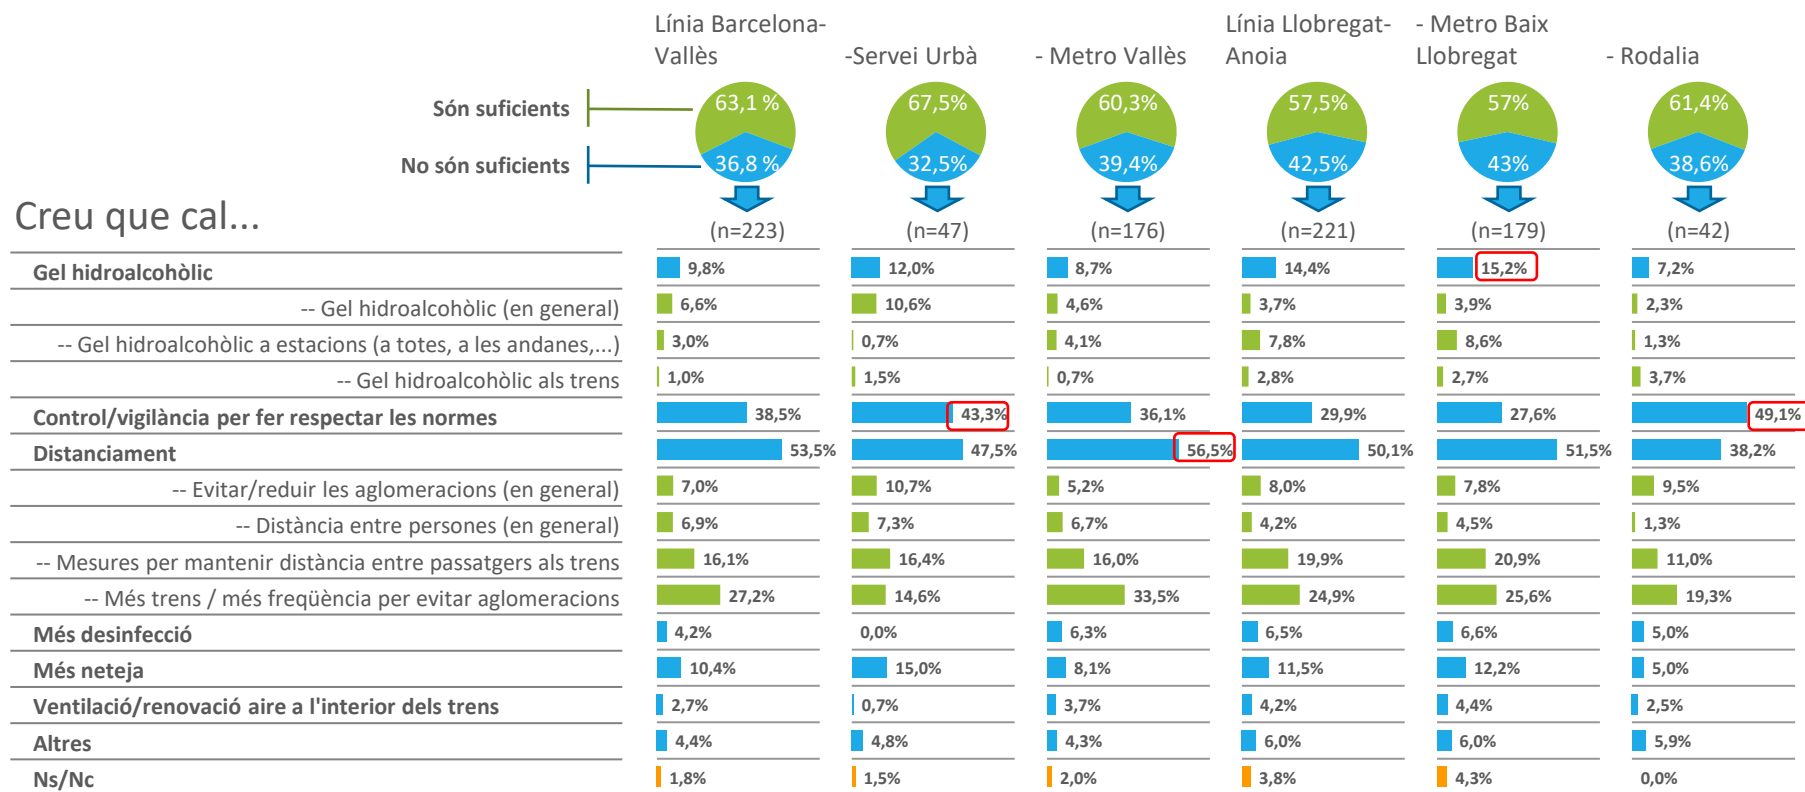 Línia Barcelona-
Vallès
-Servei Urbà
- Metro Vallès
Línia Llobregat-
Anoia
- Metro Baix
Llobregat
- Rodalia
Són suficients
63,1 % 67,5% 60,3% 57,5% 57% 61,4%
No són suficients
36,8 % 32,5% 39,4% 42,5% 43% 38,6%
Creu que cal...
(n=223) (n=47) (n=176) (n=221) (n=179) (n=42)
Gel hidroalcohòlic 9,8% 12,0% 8,7% 14,4% 15,2% 7,2%
-- Gel hidroalcohòlic (en general) 6,6% 10,6% 4,6% 3,7% 3,9% 2,3%
-- Gel hidroalcohòlic a estacions (a totes, a les andanes,...) 3,0% 0,7% 4,1% 7,8% 8,6% 1,3%
-- Gel hidroalcohòlic als trens 1,0% 1,5% 0,7% 2,8% 2,7% 3,7%
Control/vigilància per fer respectar les normes 38,5% 43,3% 36,1% 29,9% 27,6% 49,1%
Distanciament 53,5% 47,5% 56,5% 50,1% 51,5% 38,2%
-- Evitar/reduir les aglomeracions (en general) 7,0% 10,7% 5,2% 8,0% 7,8% 9,5%
-- Distància entre persones (en general) 6,9% 7,3% 6,7% 4,2% 4,5% 1,3%
-- Mesures per mantenir distància entre passatgers als trens 16,1% 16,4% 16,0% 19,9% 20,9% 11,0%
-- Més trens / més freqüència per evitar aglomeracions 27,2% 14,6% 33,5% 24,9% 25,6% 19,3%
Més desinfecció 4,2% 0,0% 6,3% 6,5% 6,6% 5,0%
Més neteja 10,4% 15,0% 8,1% 11,5% 12,2% 5,0%
Ventilació/renovació aire a l'interior dels trens 2,7% 0,7% 3,7% 4,2% 4,4% 2,5%
Altres 4,4% 4,8% 4,3% 6,0% 6,0% 5,9%
Ns/Nc 1,8% 1,5% 2,0% 3,8% 4,3% 0,0%